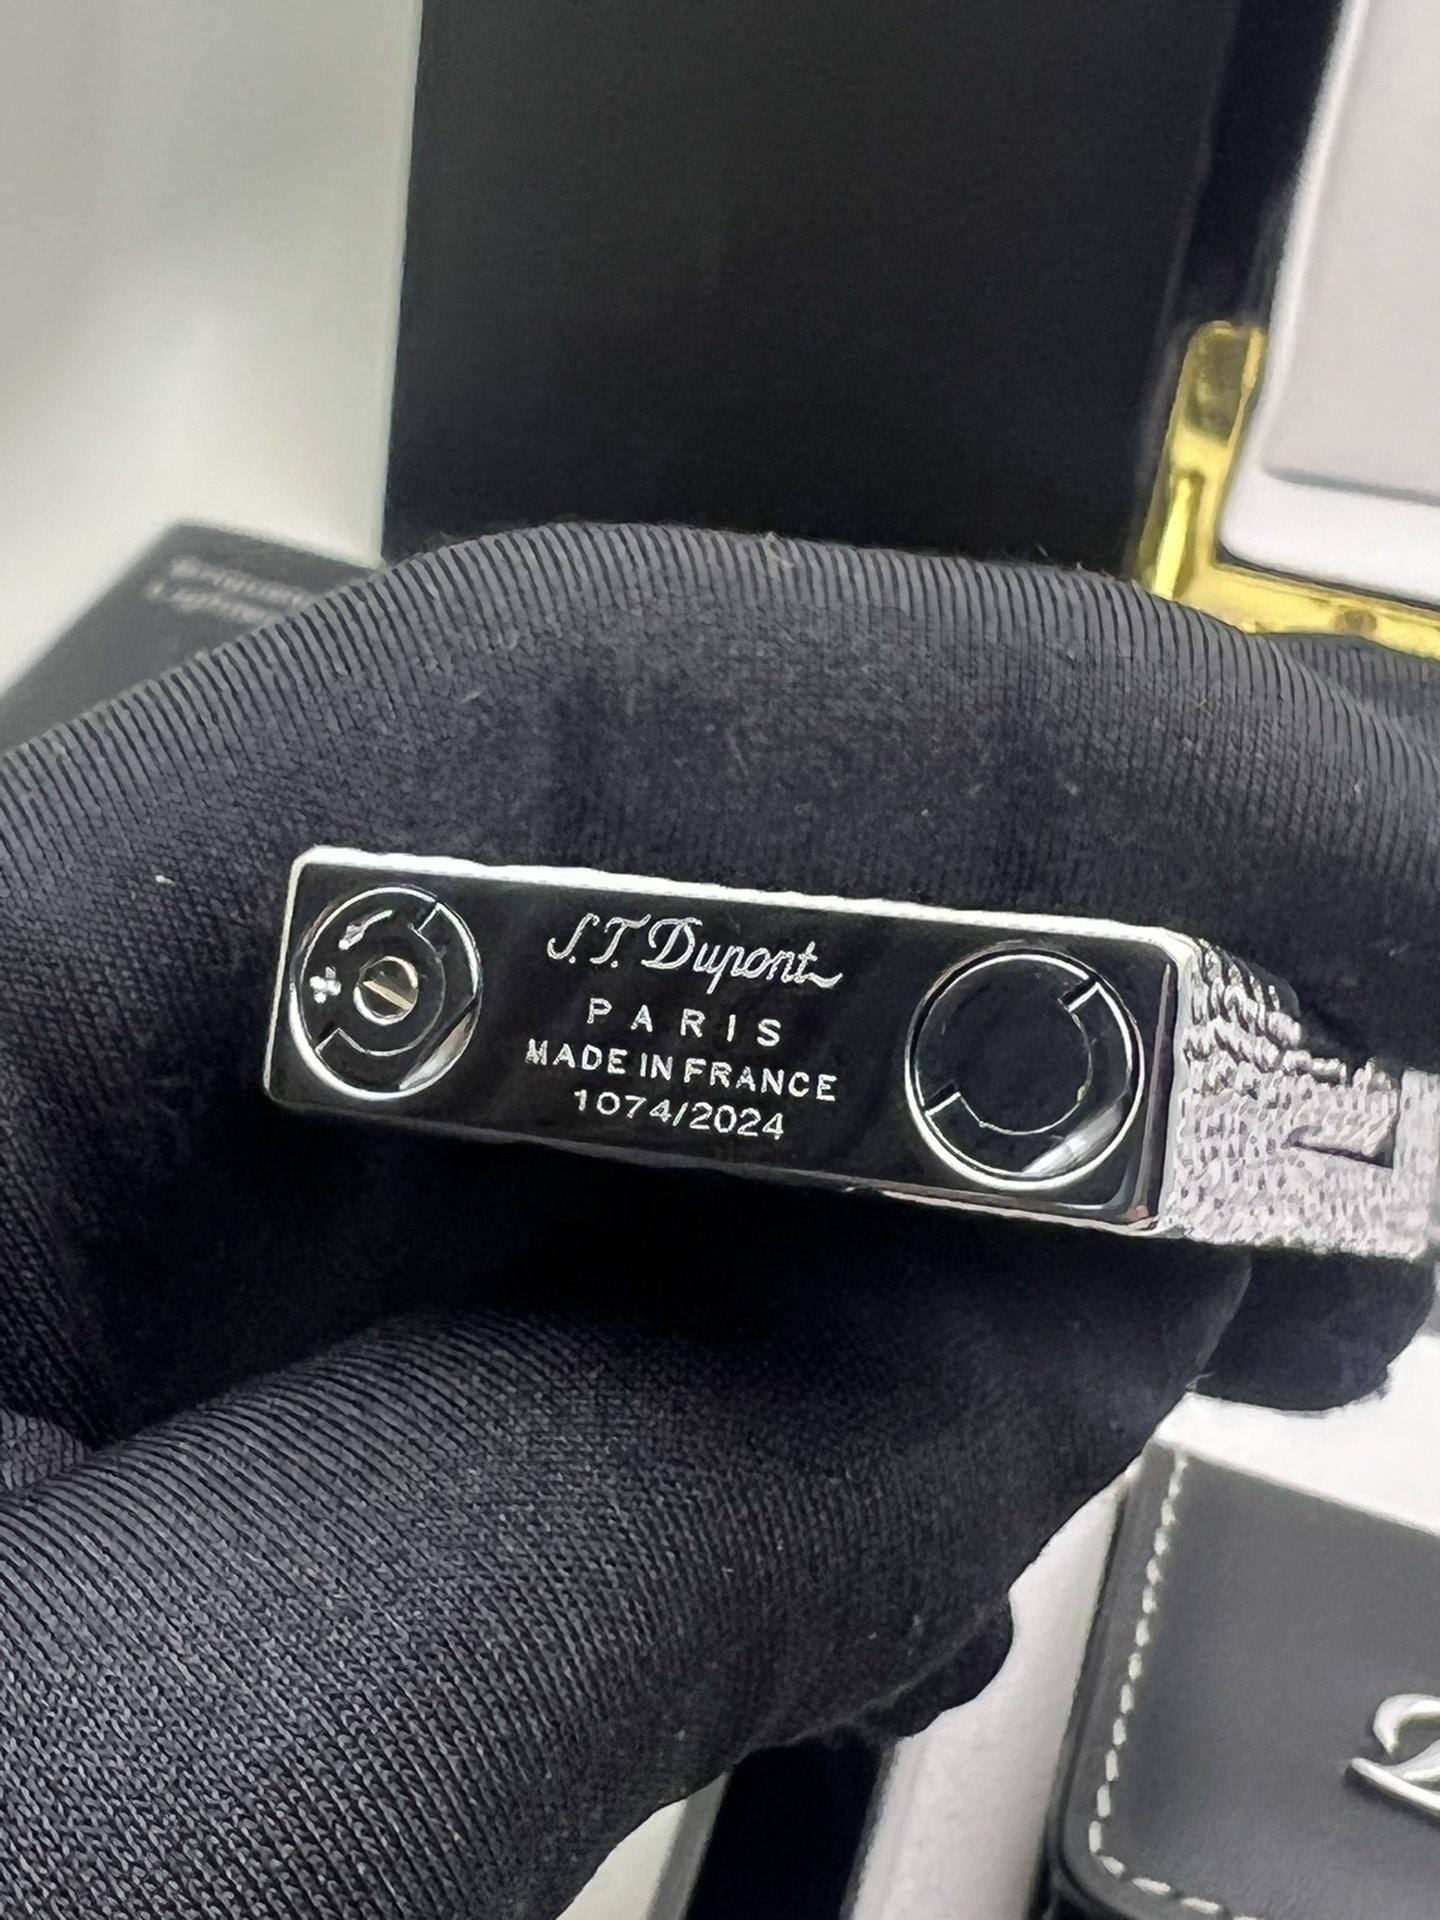 S.T. Dupont
PARIS
MADE IN FRANCE
1074/2024